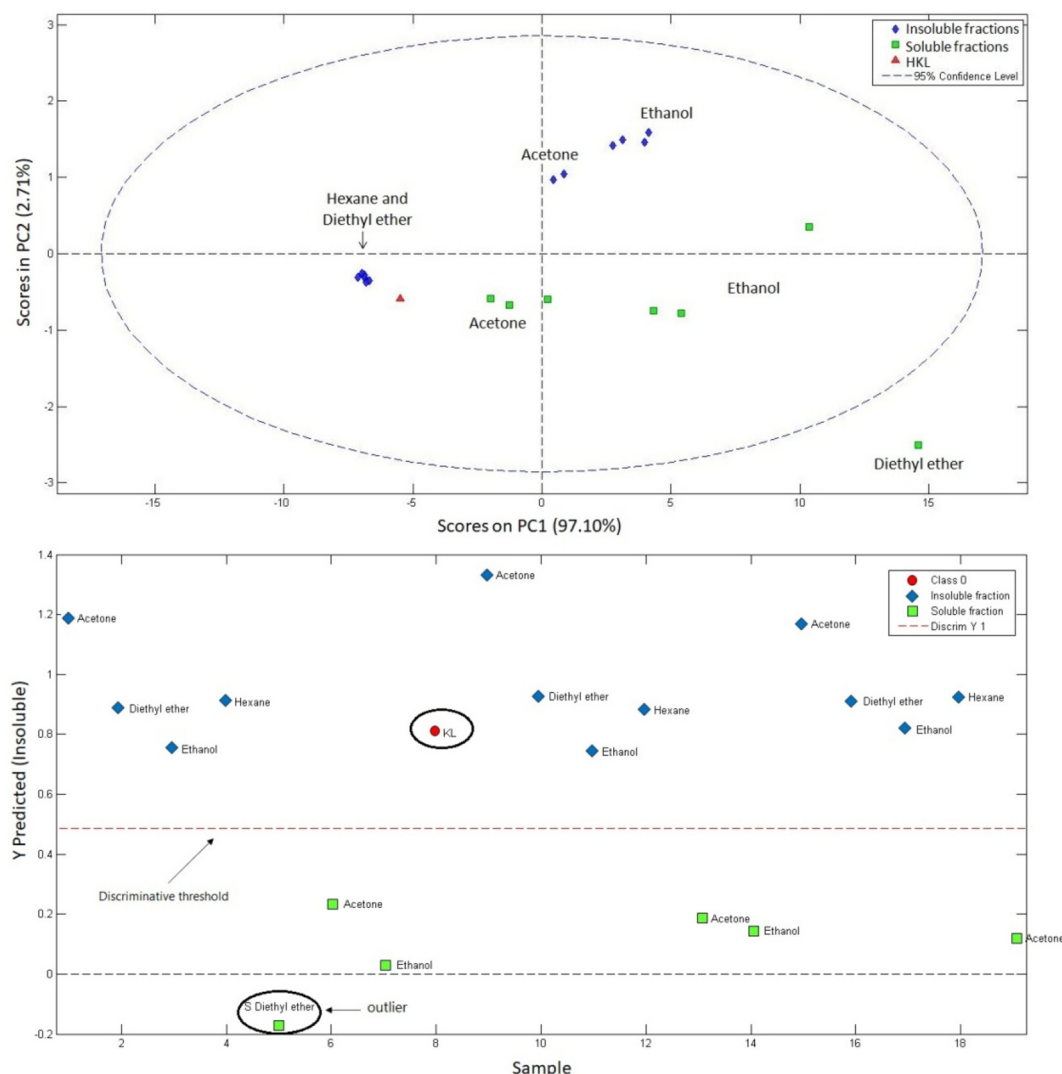 3
2
1
0
-1
-2
-3
Scores in PC2 (2.71%)
Insoluble fractions
Soluble fractions
HKL
95% Confidence Level
Ethanol
Acetone
Hexane and
Diethyl ether
Ethanol
Acetone
Diethyl ether
-15
-10
-5
0
5
10
15
Scores on PC1 (97.10%)
1.4
1.2
1
0.8
0.6
0.4
0.2
0
-0.2
Y Predicted (Insoluble)
Class 0
Insoluble fraction
Soluble fraction
Discrim Y 1
Acetone
Acetone
Acetone
Diethyl ether
Hexane
Diethyl ether
Hexane
Diethyl ether
Hexane
Ethanol
KL
Ethanol
Ethanol
Discriminative threshold
Acetone
Acetone
Ethanol
Acetone
Ethanol
S Diethyl ether
outlier
2
4
6
8
10
12
14
16
18
Sample